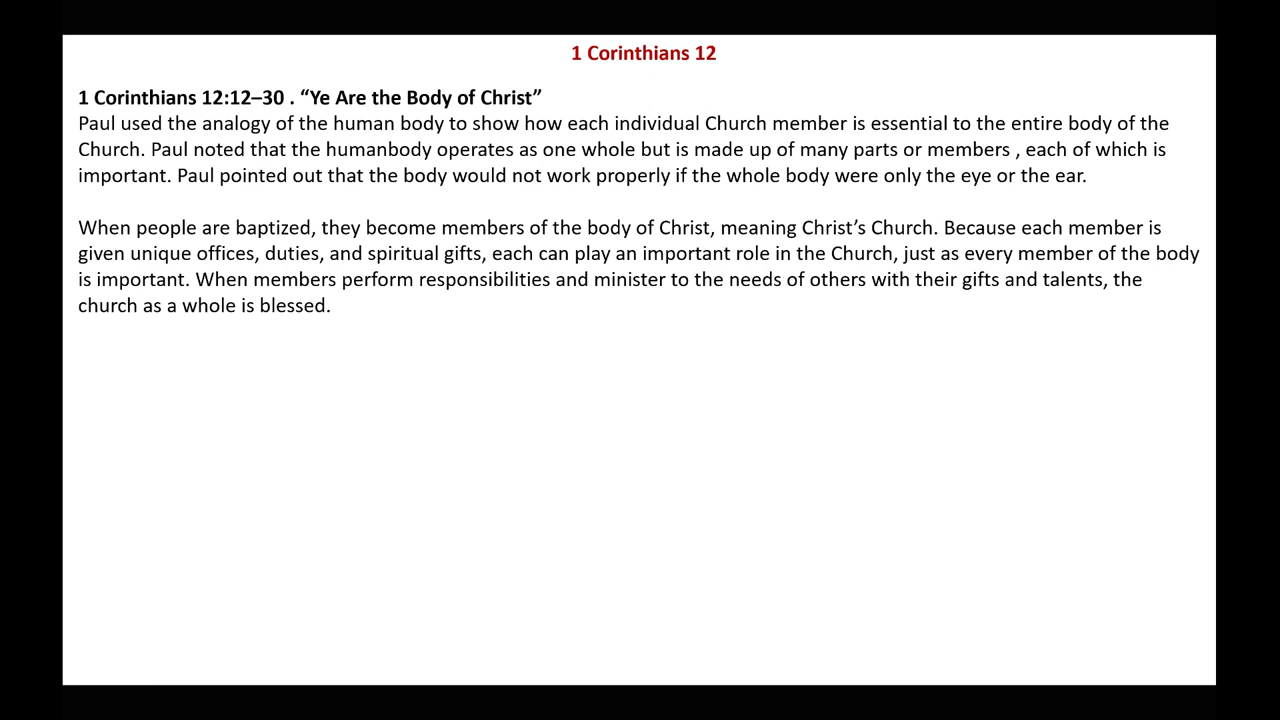 1 Corinthians 12
1 Corinthians 12:12–30 . “Ye Are the Body of Christ”
Paul used the analogy of the human body to show how each individual Church member is essential to the entire body of the
Church. Paul noted that the humanbody operates as one whole but is made up of many parts or members , each of which is
important. Paul pointed out that the body would not work properly if the whole body were only the eye or the ear.
When people are baptized, they become members of the body of Christ, meaning Christ’s Church. Because each member is
given unique offices, duties, and spiritual gifts, each can play an important role in the Church, just as every member of the body
is important. When members perform responsibilities and minister to the needs of others with their gifts and talents, the
church as a whole is blessed.